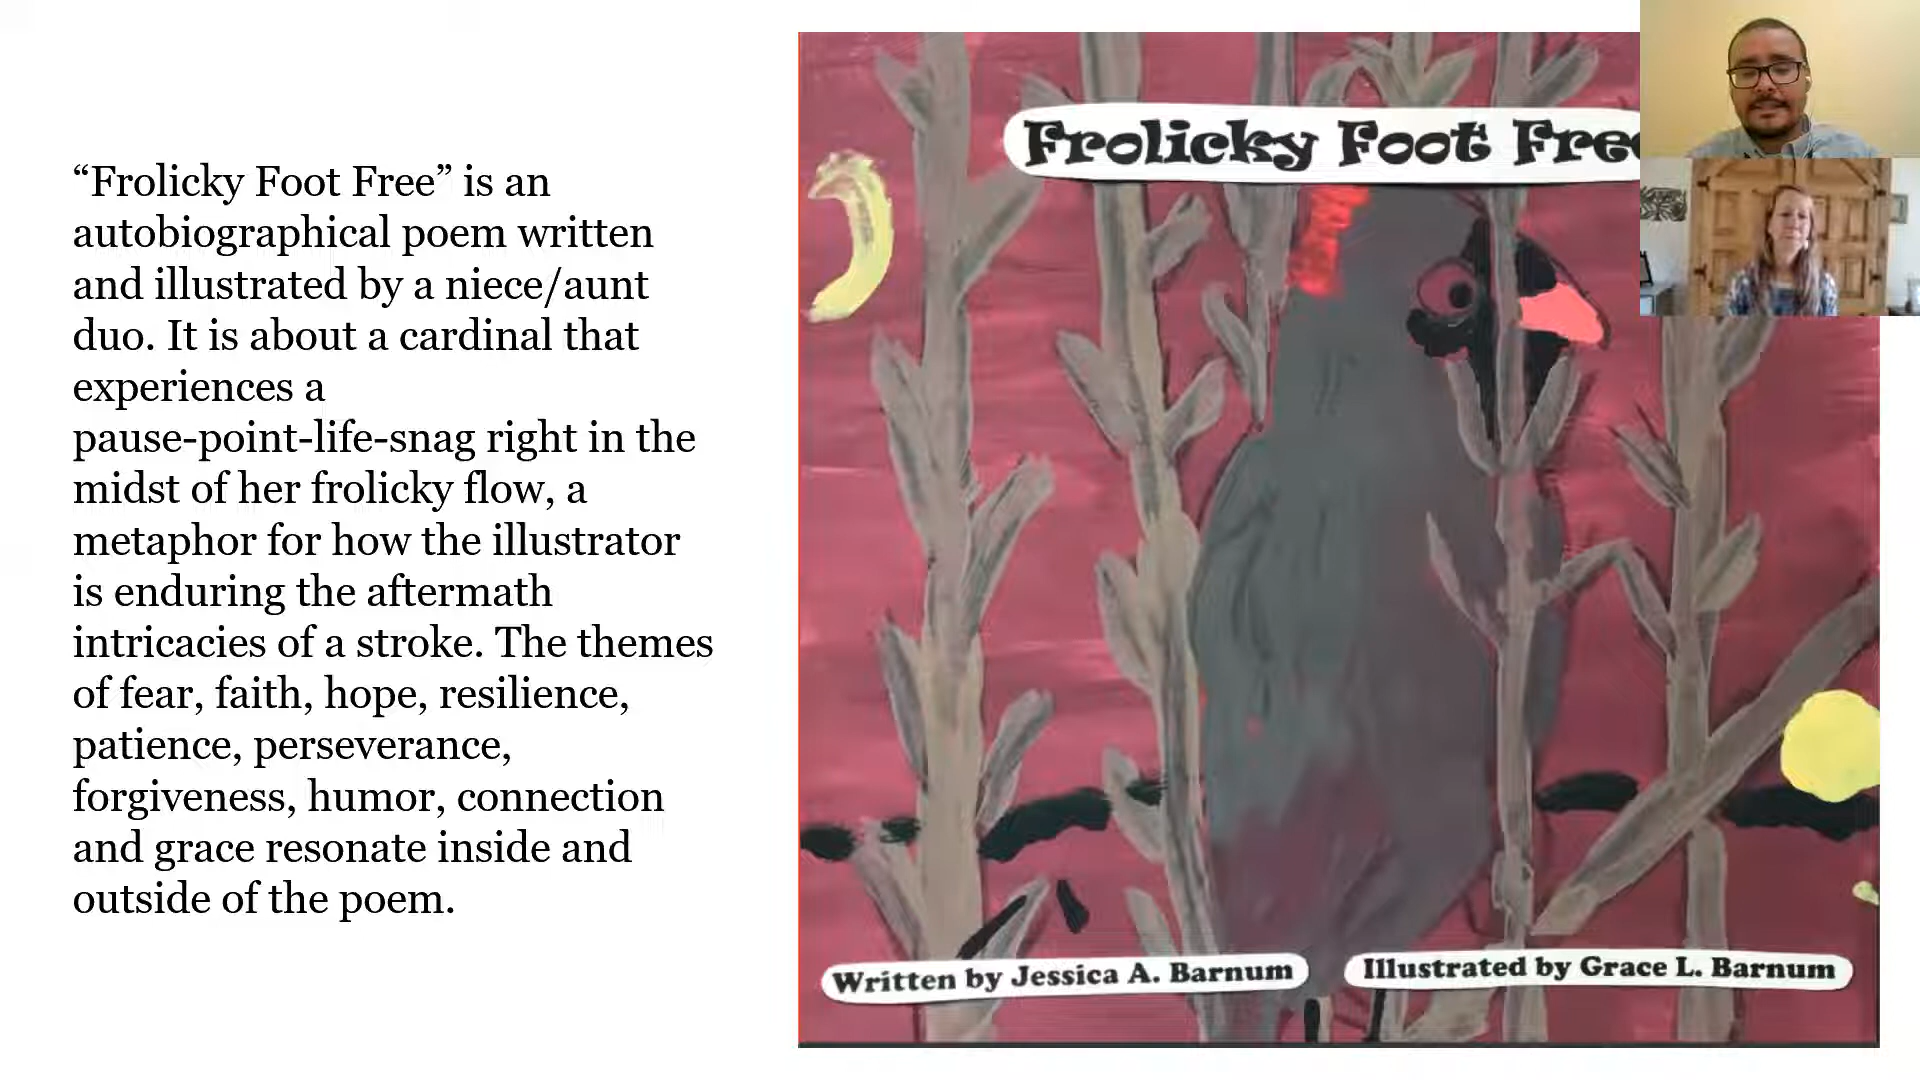 “Frolicky Foot Free” is an
autobiographical poem written
and illustrated by a niece/aunt
duo. It is about a cardinal that
experiences a
pause-point-life-snag right in the
midst of her frolicky flow, a
metaphor for how the illustrator
is enduring the aftermath
intricacies of a stroke. The themes
of fear, faith, hope, resilience,
patience, perseverance,
forgiveness, humor, connection
and grace resonate inside and
outside of the poem.
Frolicky Foot Free
Written by Jessica A. Barnum
Illustrated by Grace L. Barnum